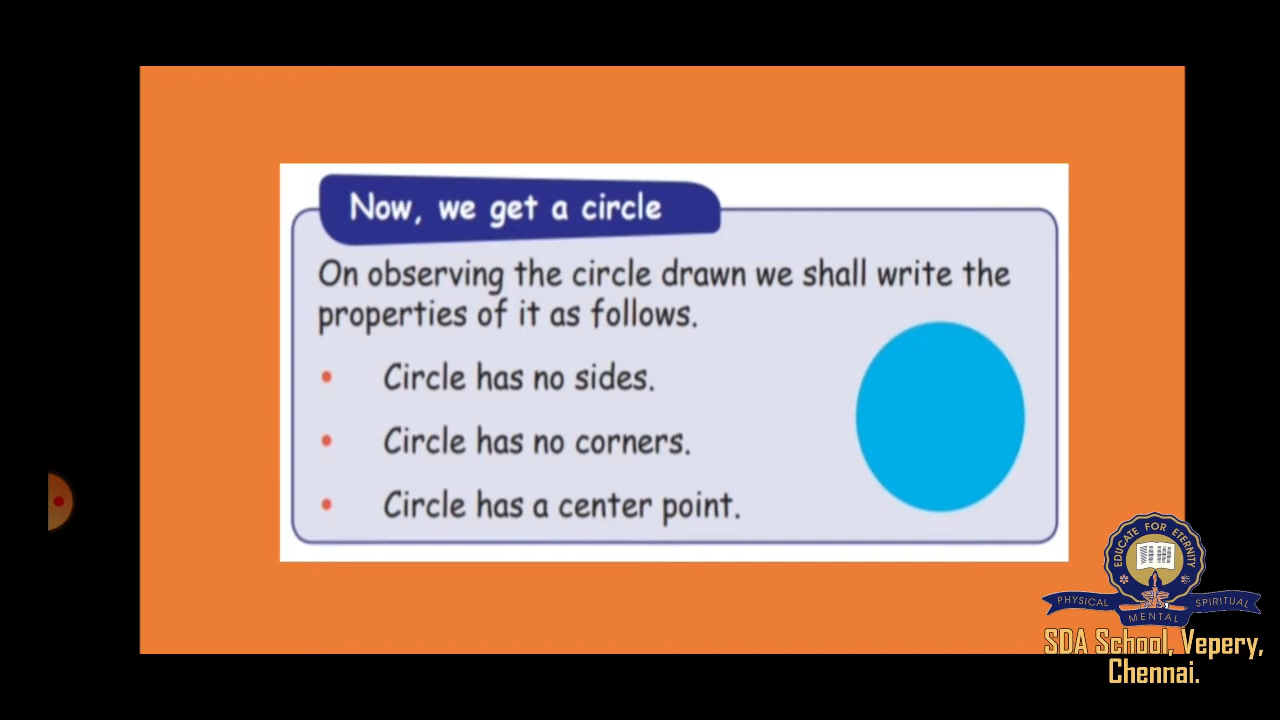 Now, we get a circle
On observing the circle drawn we shall write the
properties of it as follows.
• Circle has no sides.
• Circle has no corners.
• Circle has a center point.
EDUCATE FOR ETERNITY
PHYSICAL
MENTAL
SPIRITUAL
SDA School, Vepery,
Chennai.